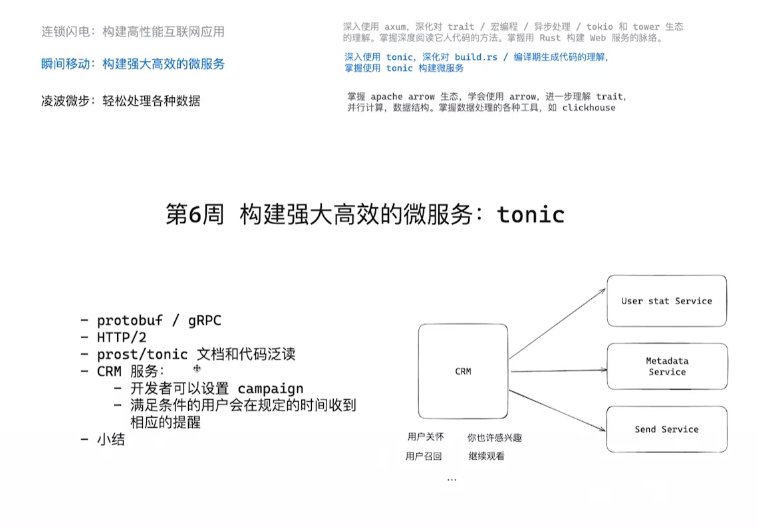 连锁闪电：构建高性能互联网应用
深入使用 axum，深化对 trait / 宏编程 / 异步处理 / tokio 和 tower 生态
的理解。掌握深度阅读它人代码的方法。掌握用 Rust 构建 Web 服务的脉络。
瞬间移动：构建强大高效的微服务
深入使用 tonic，深化对 build.rs / 编译期生成代码的理解，
掌握使用 tonic 构建微服务
凌波微步：轻松处理各种数据
掌握 apache arrow 生态，学会使用 arrow，进一步理解 trait，
并行计算，数据结构。掌握数据处理的各种工具，如 clickhouse
第6周 构建强大高效的微服务：tonic
- protobuf / gRPC
- HTTP/2
- prost/tonic 文档和代码泛读
- CRM 服务：
- 开发者可以设置 campaign
- 满足条件的用户会在规定的时间收到
相应的提醒
- 小结
CRM
User stat Service
Metadata
Service
Send Service
用户关怀 你也许感兴趣
用户召回 继续观看
...